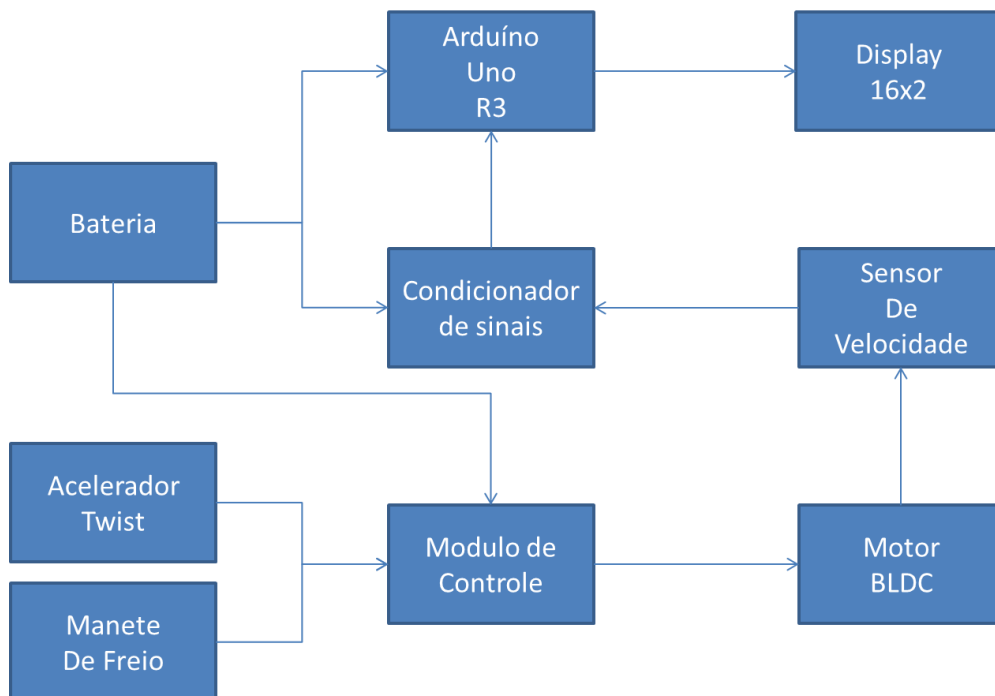 Arduíno
Uno
R3
Display
16x2
Bateria
Condicionador
de sinais
Sensor
De
Velocidade
Acelerador
Twist
Modulo de
Controle
Motor
BLDC
Manete
De Freio